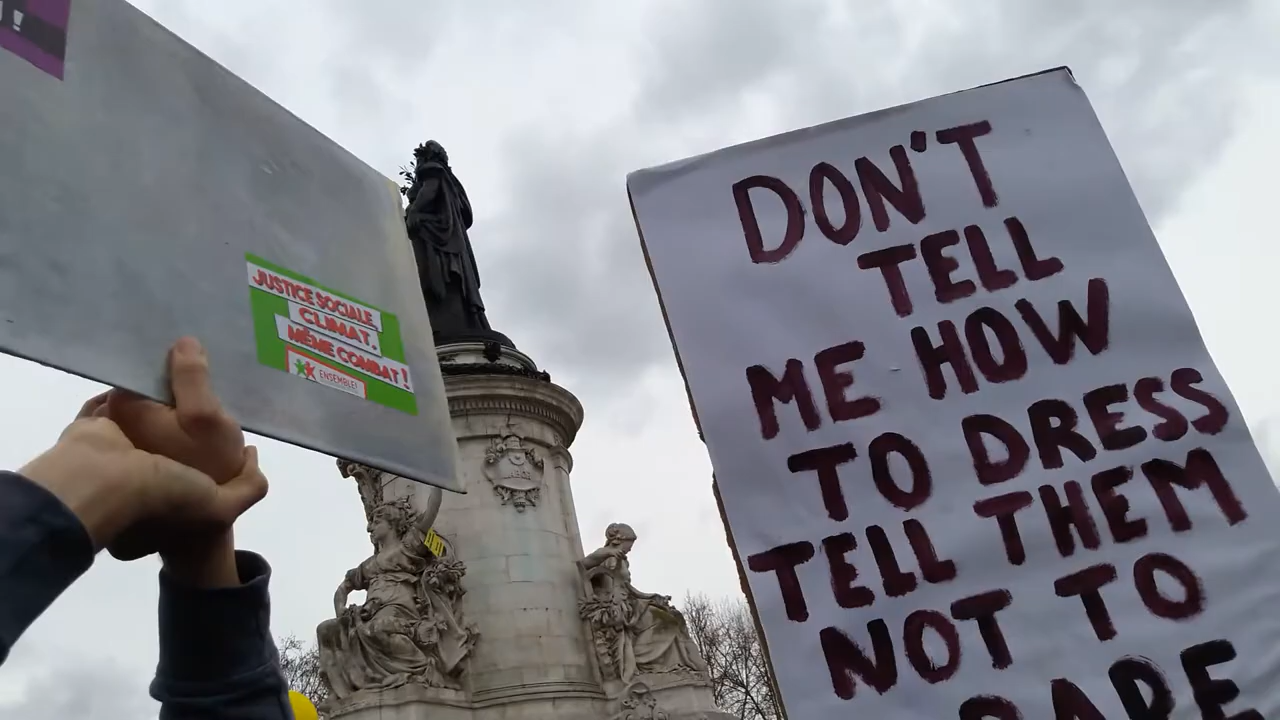 !
JUSTICE SOCIALE,
CLIMAT.
MÊME COMBAT!
ENSEMBLE!
DON'T
TELL
ME HOW
TO DRESS
TELL THEM
NOT TO